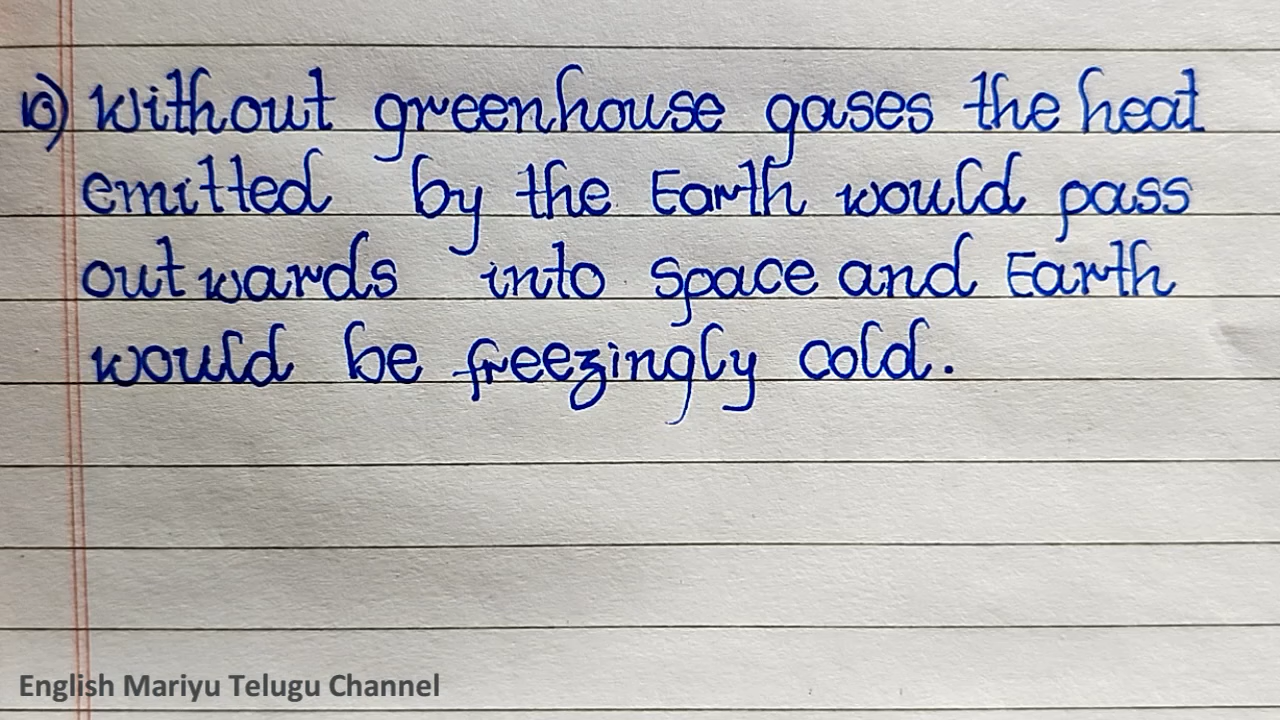 10) Without greenhouse gases the heat
emitted by the Earth would pass
outwards into space and Earth
would be freezingly cold.
English Mariyu Telugu Channel